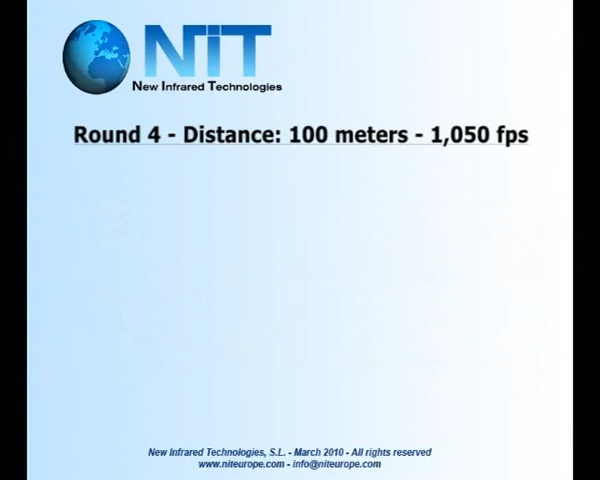 NiT
New Infrared Technologies
Round 4 - Distance: 100 meters - 1,050 fps
New Infrared Technologies, S.L. - March 2010 - All rights reserved
www.niteurope.com - info@niteurope.com